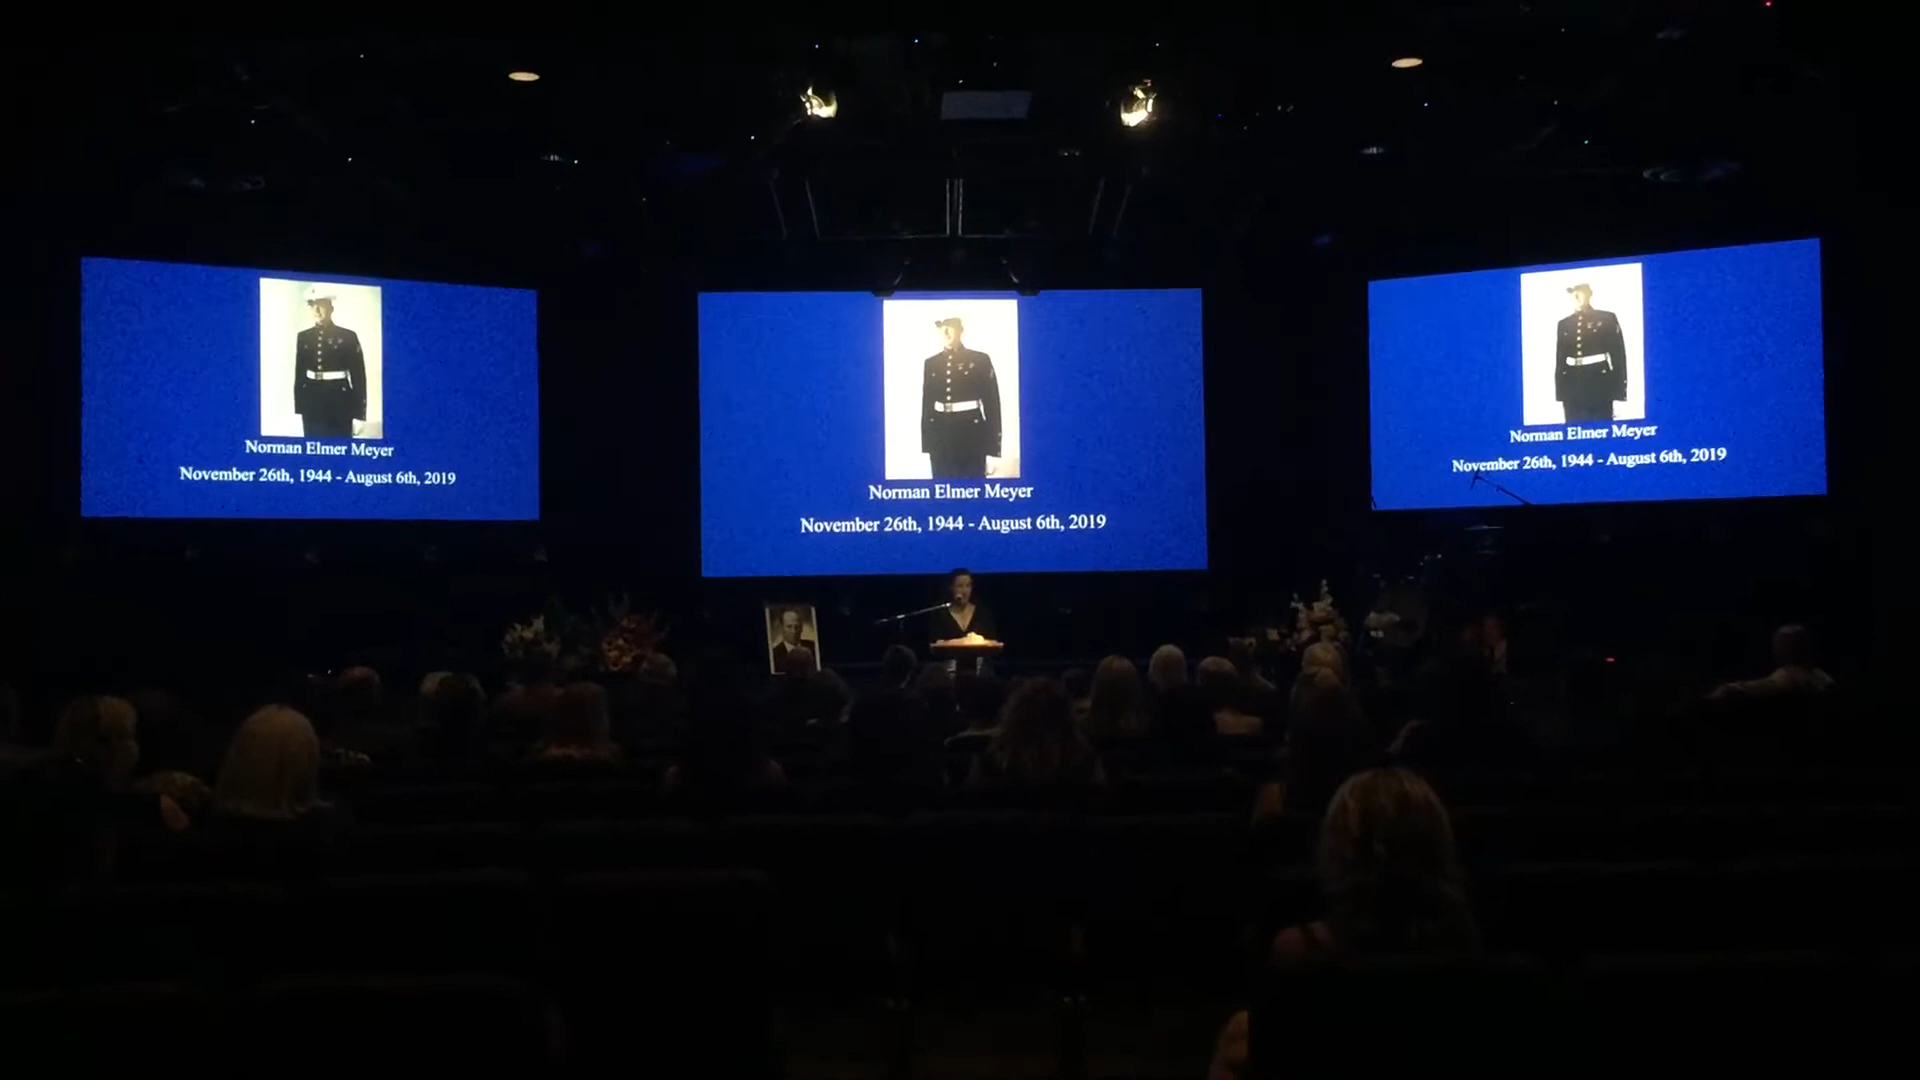 Norman Elmer Meyer
November 26th, 1944 - August 6th, 2019
Norman Elmer Meyer
November 26th, 1944 - August 6th, 2019
Norman Elmer Meyer
November 26th, 1944 - August 6th, 2019